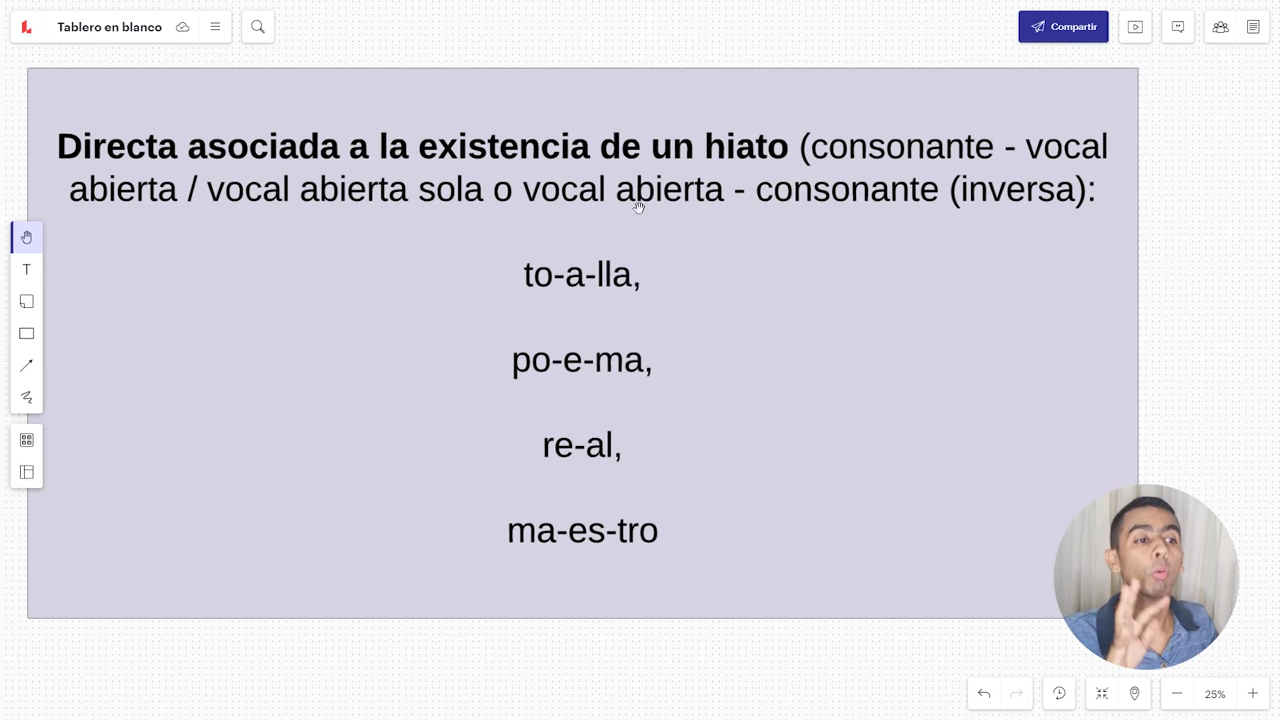 Tablero en blanco
Compartir
Directa asociada a la existencia de un hiato (consonante - vocal
abierta / vocal abierta sola o vocal abierta - consonante (inversa):
to-a-lla,
po-e-ma,
re-al,
ma-es-tro
T
25%